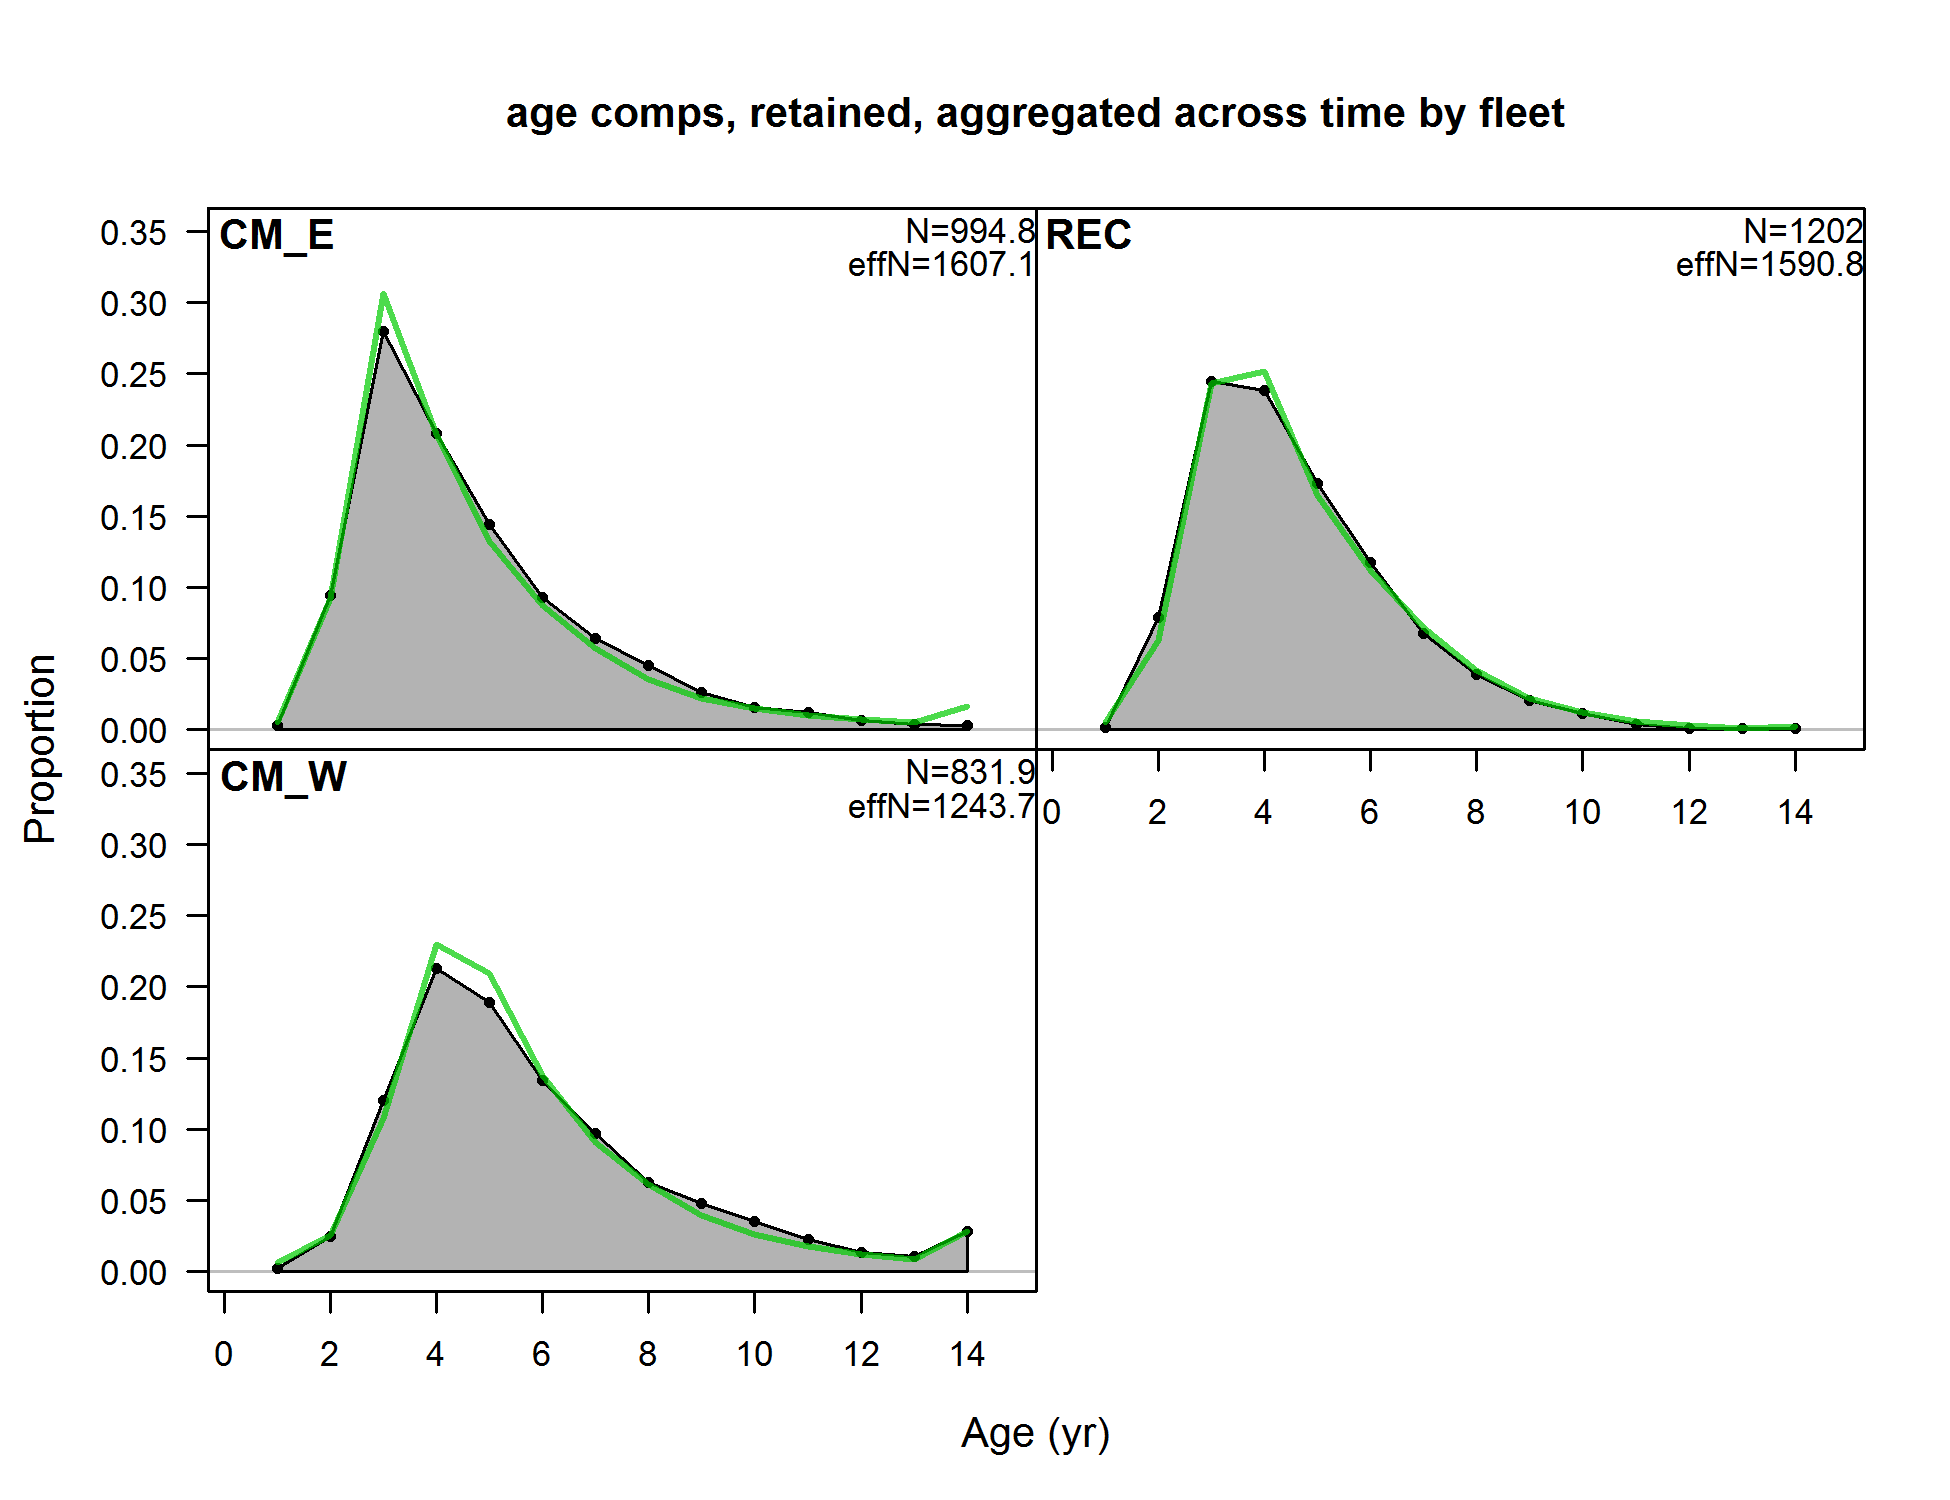 age comps, retained, aggregated across time by fleet
CM_E
N=994.8
effN=1607.1
REC
N=1202
effN=1590.8
0.35
0.30
0.25
0.20
0.15
0.10
0.05
0.00
CM_W
N=831.9
effN=1243.7
0 2 4 6 8 10 12 14
0.35
0.30
0.25
0.20
0.15
0.10
0.05
0.00
0 2 4 6 8 10 12 14
Proportion
Age (yr)